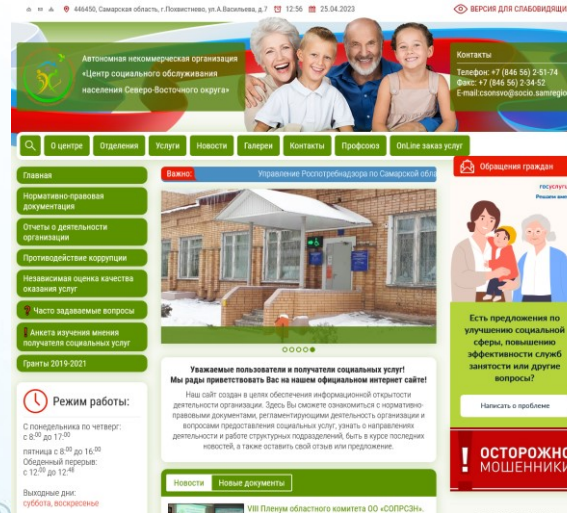 446450, Самарская область, г.Похвистнево, ул.А.Васильева, д.7 12:56 25.04.2023
ВЕРСИЯ ДЛЯ СЛАБОВИДЯЩИ
Автономная некоммерческая организация
«Центр социального обслуживания
населения Северо-Восточного округа»
Контакты
Телефон: +7 (846 56) 2-51-74
Факс: +7 (846 56) 2-34-52
E-mail:csonsvo@socio.samregio
О центре Отделения Услуги Новости Галереи Контакты Профсоюз OnLine заказ услуг
Главная
Нормативно-правовая
документация
Отчеты о деятельности
организации
Противодействие коррупции
Независимая оценка качества
оказания услуг
Часто задаваемые вопросы
Анкета изучения мнения
получателя социальных услуг
Гранты 2019-2021
Режим работы:
С понедельника по четверг:
с 8:00 до 17:00
пятница с 8:00 до 16:00
Обеденный перерыв:
с 12:00 до 12:48
Выходные дни:
суббота, воскресенье
Важно: Управление Роспотребнадзора по Самарской обла
Уважаемые пользователи и получатели социальных услуг!
Мы рады приветствовать Вас на нашем официальном интернет сайте!
Наш сайт создан в целях обеспечения информационной открытости
деятельности организации. Здесь Вы сможете ознакомиться с нормативно-
правовыми документами, регламентирующими деятельность организации и
вопросами предоставления социальных услуг, узнать о направлениях
деятельности и работе структурных подразделений, быть в курсе последних
новостей, а также оставить свой отзыв или предложение.
Новости Новые документы
VIII Пленум областного комитета ОО «СОПРСЗН».
Обращения граждан
госуслуг
Решаем вме
Есть предложения по
улучшению социальной
сферы, повышению
эффективности служб
занятости или другие
вопросы?
Написать о проблеме
ОСТОРОЖНО
МОШЕННИКИ